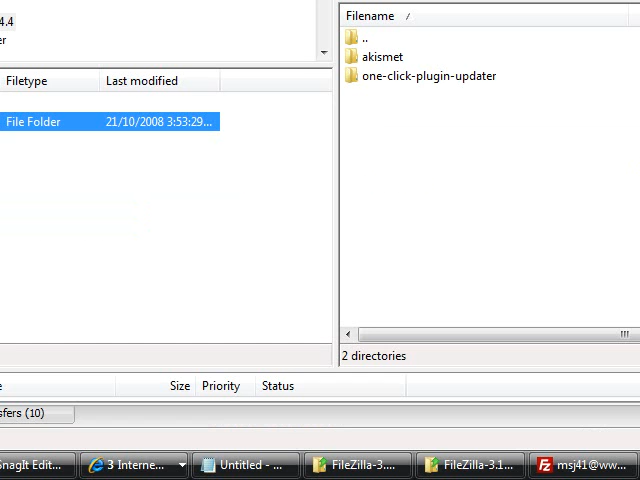 4.4
er
Filename
..
akismet
one-click-plugin-updater
Filetype Last modified
File Folder 21/10/2008 3:53:29...
2 directories
e Size Priority Status
sfers (10)
SnagIt Edit... 3 Interne... Untitled - ... FileZilla-3.... FileZilla-3.1... msj41@ww...